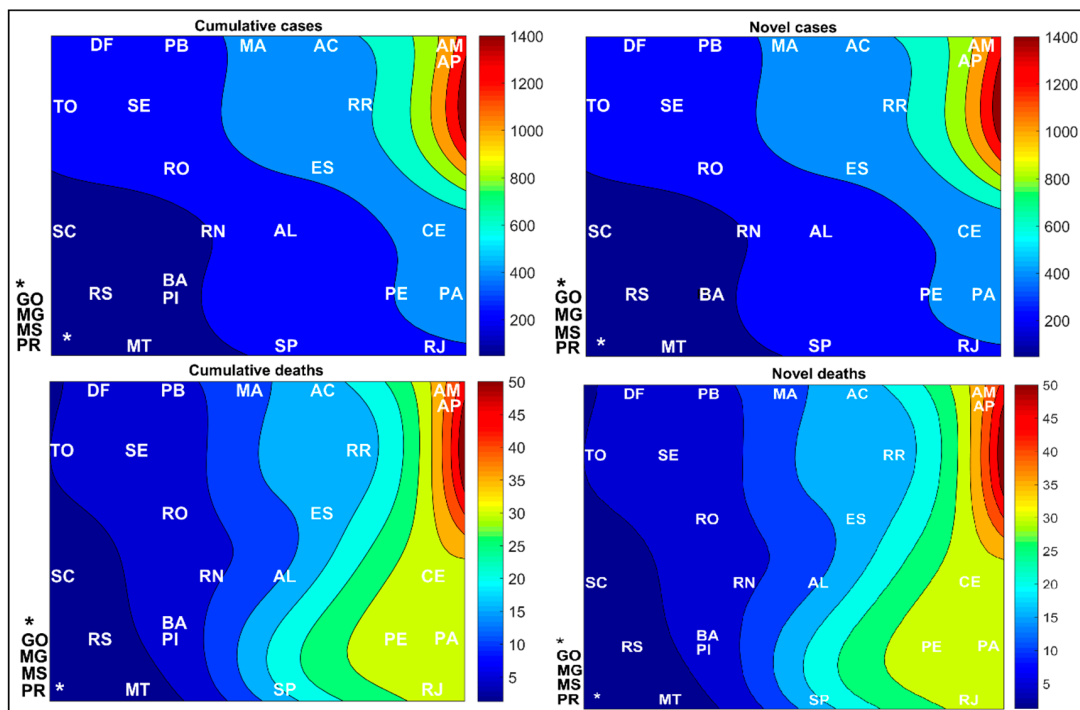 Cumulative cases
DF PB MA AC AM
AP
TO SE RR
RO ES
SC RN AL CE
BA
RS PI PE PA
* MT SP RJ
*
GO
MG
MS
PR
1400
1200
1000
800
600
400
200
Novel cases
DF PB MA AC AM
AP
TO SE RR
RO ES
SC RN AL CE
RS BA PE PA
* MT SP RJ
*
GO
MG
MS
PR
1400
1200
1000
800
600
400
200
Cumulative deaths
DF PB MA AC AM
AP
TO SE RR
RO ES
SC RN AL CE
BA
RS PI PE PA
* MT SP RJ
*
GO
MG
MS
PR
50
45
40
35
30
25
20
15
10
5
Novel deaths
DF PB MA AC AM
AP
TO SE RR
RO ES
SC RN AL CE
BA
RS PI PE PA
* MT SP RJ
*
GO
MG
MS
PR
50
45
40
35
30
25
20
15
10
5